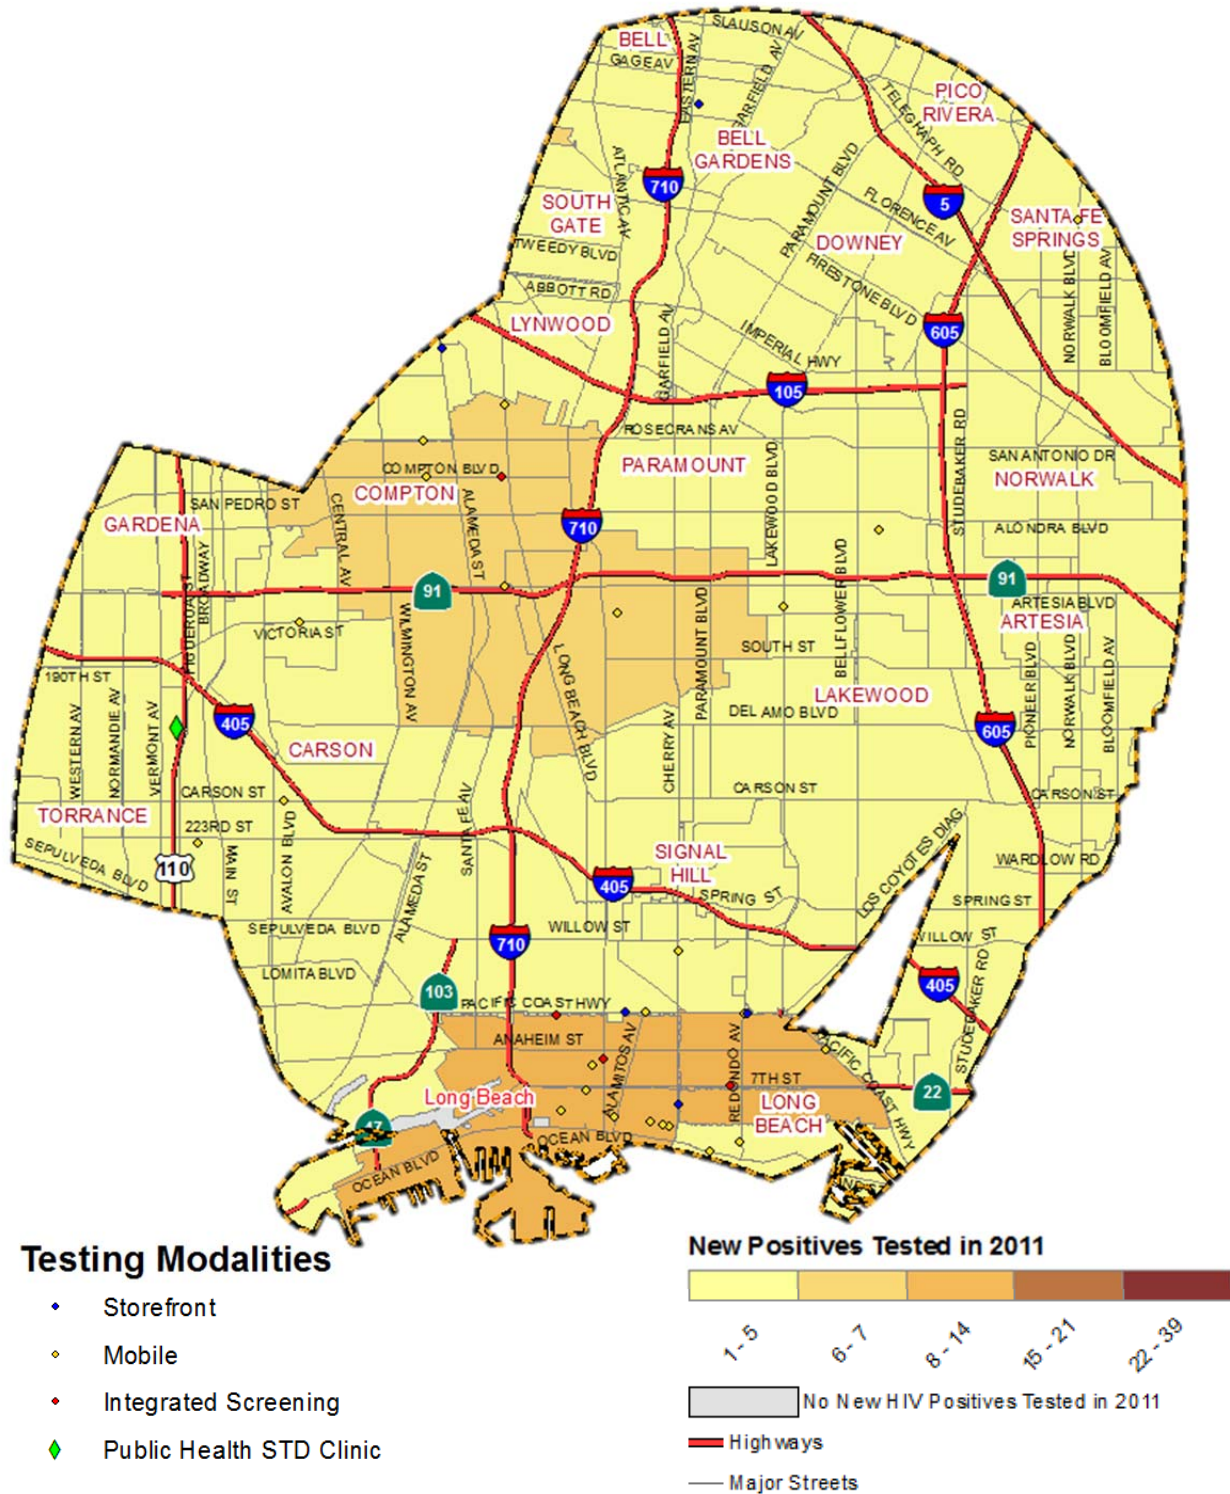 SLAUSON AV
BELL
GAGE AV
EASTERN AV
GARFIELD AV
TELEGRAPH RD
PICO
RIVERA
BELL
GARDENS
ATLANTIC AV
710
PARAMOUNT BLVD
FLORENCE AV
5
SOUTH
GATE
SANTA FE
SPRINGS
TWEEDY BLVD
DOWNEY
FIRESTONE BLVD
NORWALK BLVD
BLOOMFIELD AV
ABBOTT RD
LYNWOOD
GARFIELD AV
IMPERIAL HWY
605
105
ROSECRANS AV
COMPTON BLVD
COMPTON
PARAMOUNT
LAKEWOOD BLVD
STUDEBAKER RD
SAN ANTONIO DR
NORWALK
SAN PEDRO ST
GARDENA
CENTRAL AV
ALAMEDA ST
710
ALONDRA BLVD
BROADWAY
FIGUEROA ST
91
BELLFLOWER BLVD
91
ARTESIA BLVD
ARTESIA
VICTORIA ST
WILMINGTON AV
LONG BEACH BLVD
PARAMOUNT BLVD
SOUTH ST
190TH ST
WESTERN AV
NORMANDIE AV
VERMONT AV
405
CARSON
LAKEWOOD
DEL AMO BLVD
CHERRY AV
605
PIONEER BLVD
NORWALK BLVD
BLOOMFIELD AV
CARSON ST
CARSON ST
CARSON ST
TORRANCE
223RD ST
SEPULVEDA BLVD
110
MAIN ST
AVALON BLVD
SANTA FE AV
ALAMEDA ST
SIGNAL
HILL
405
SPRING ST
LOS COYOTES DIAG
WARDLOW RD
SPRING ST
SEPULVEDA BLVD
710
WILLOW ST
WILLOW ST
LOMITA BLVD
103
405
STUDEBAKER RD
PACIFIC COAST HWY
ANAHEIM ST
ALAMITOS AV
REDONDO AV
PACIFIC COAST HWY
7TH ST
22
Long Beach
LONG
BEACH
47
OCEAN BLVD
OCEAN BLVD
Testing Modalities
Storefront
Mobile
Integrated Screening
Public Health STD Clinic
New Positives Tested in 2011
1 - 5
6 - 7
8 - 14
15 - 21
22 - 39
No New HIV Positives Tested in 2011
Highways
Major Streets